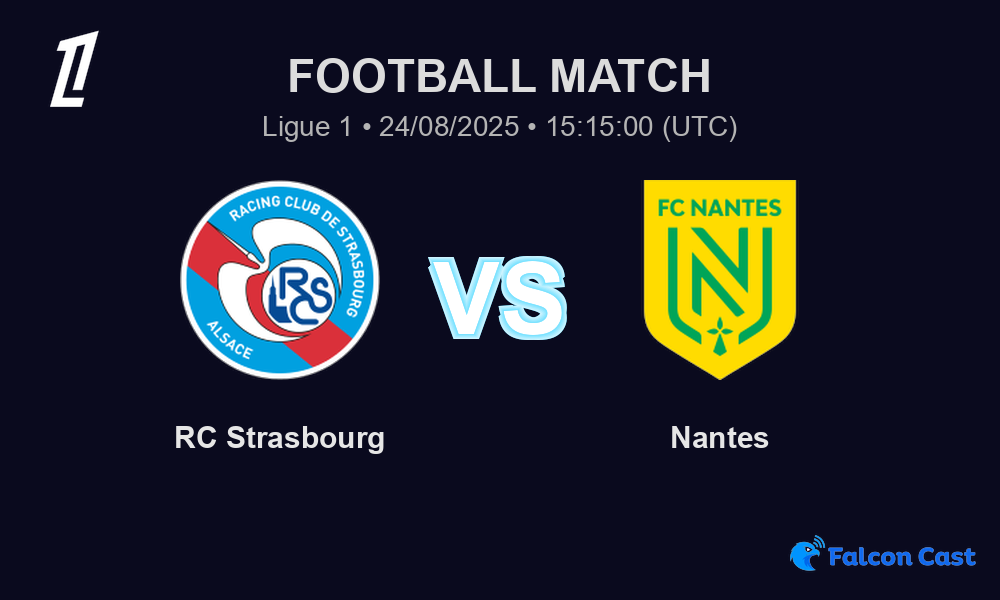 FOOTBALL MATCH
Ligue 1 • 24/08/2025 • 15:15:00 (UTC)
RACING CLUB DE STRASBOURG
RSC
ALSACE
VS
FC NANTES
N
RC Strasbourg
Nantes
Falcon Cast